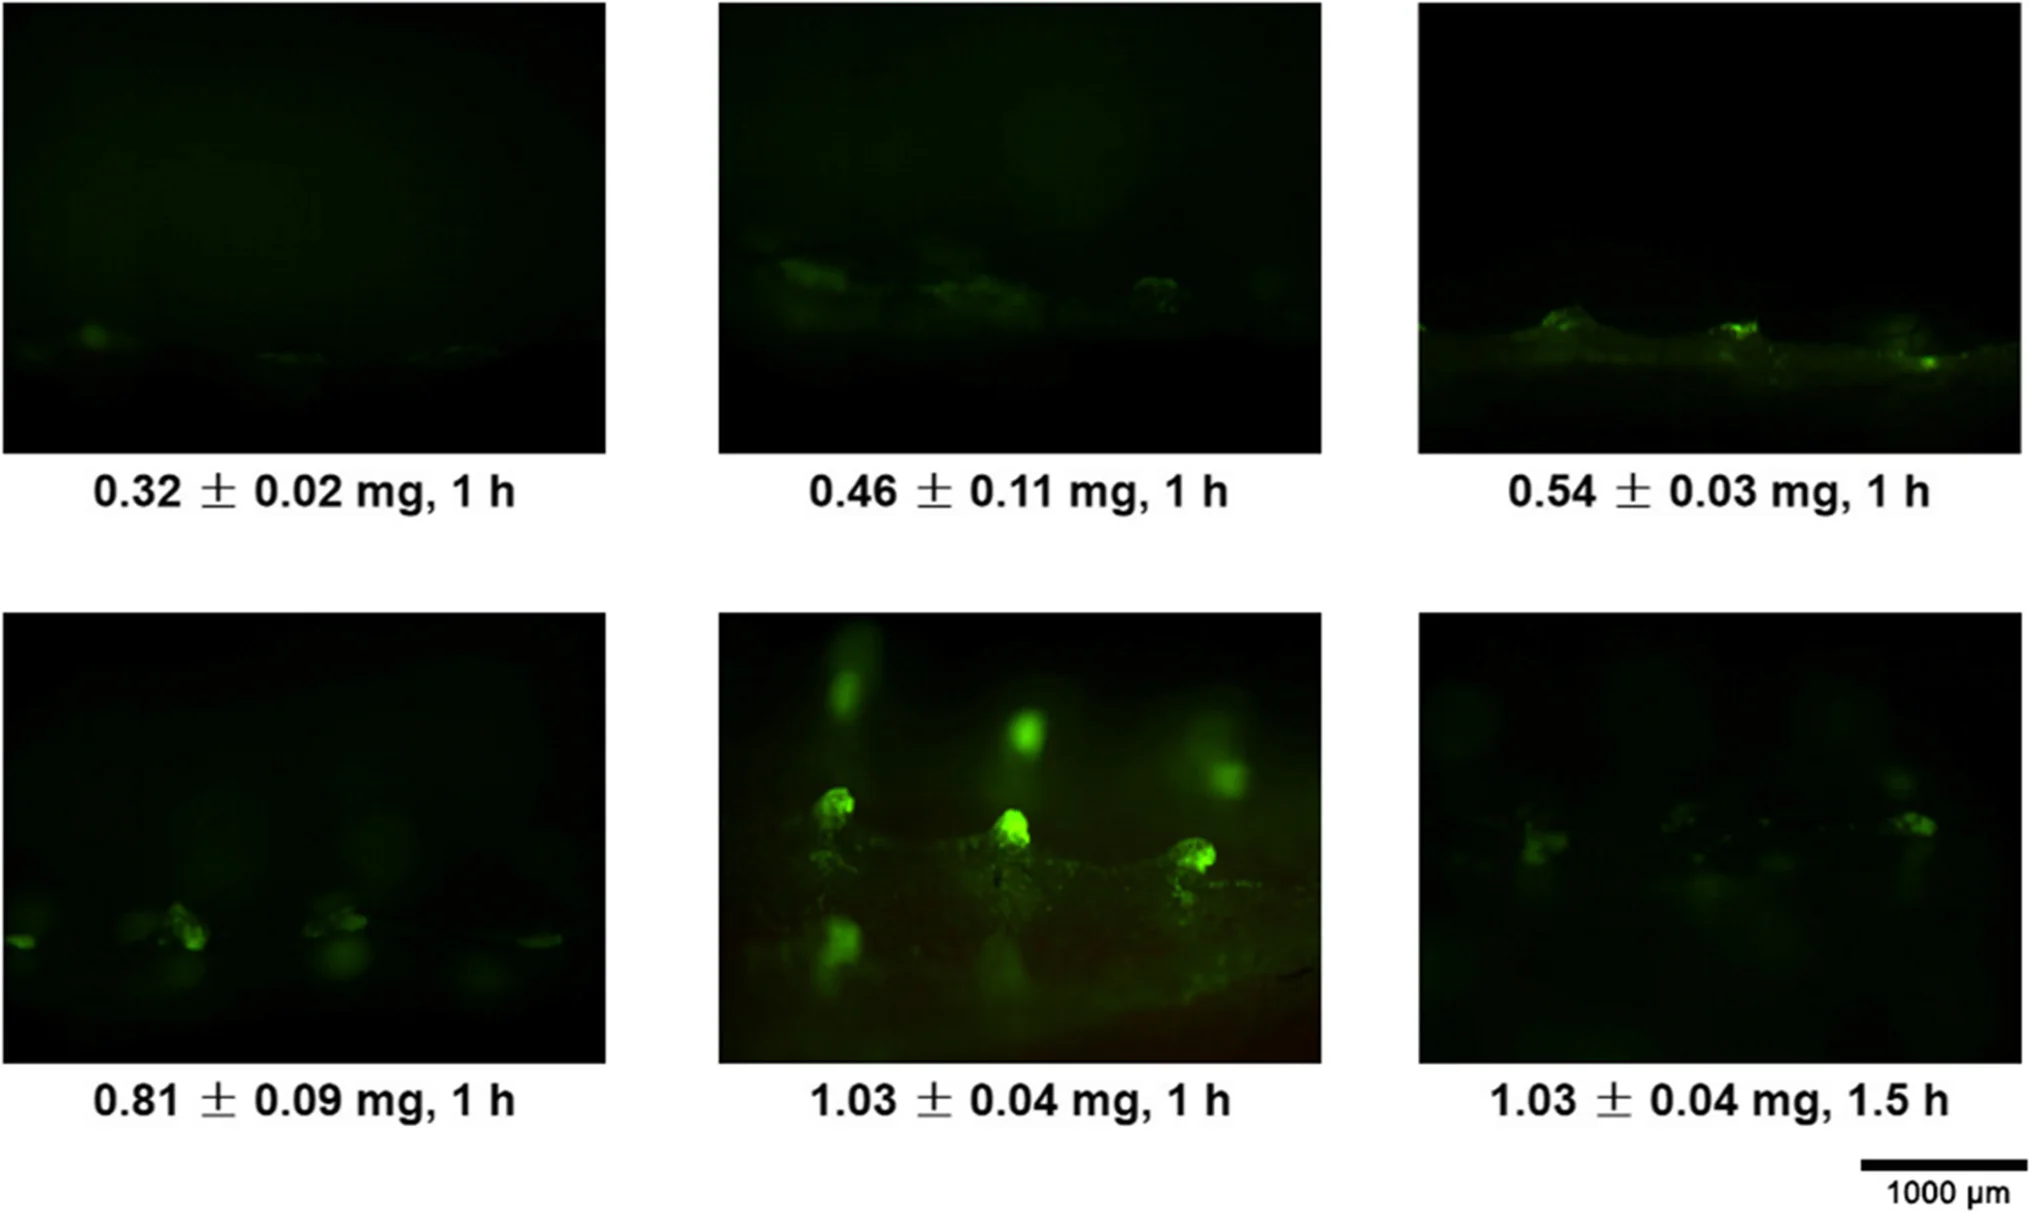 0.32 ± 0.02 mg, 1 h
0.46 ± 0.11 mg, 1 h
0.54 ± 0.03 mg, 1 h
0.81 ± 0.09 mg, 1 h
1.03 ± 0.04 mg, 1 h
1.03 ± 0.04 mg, 1.5 h
1000 μm